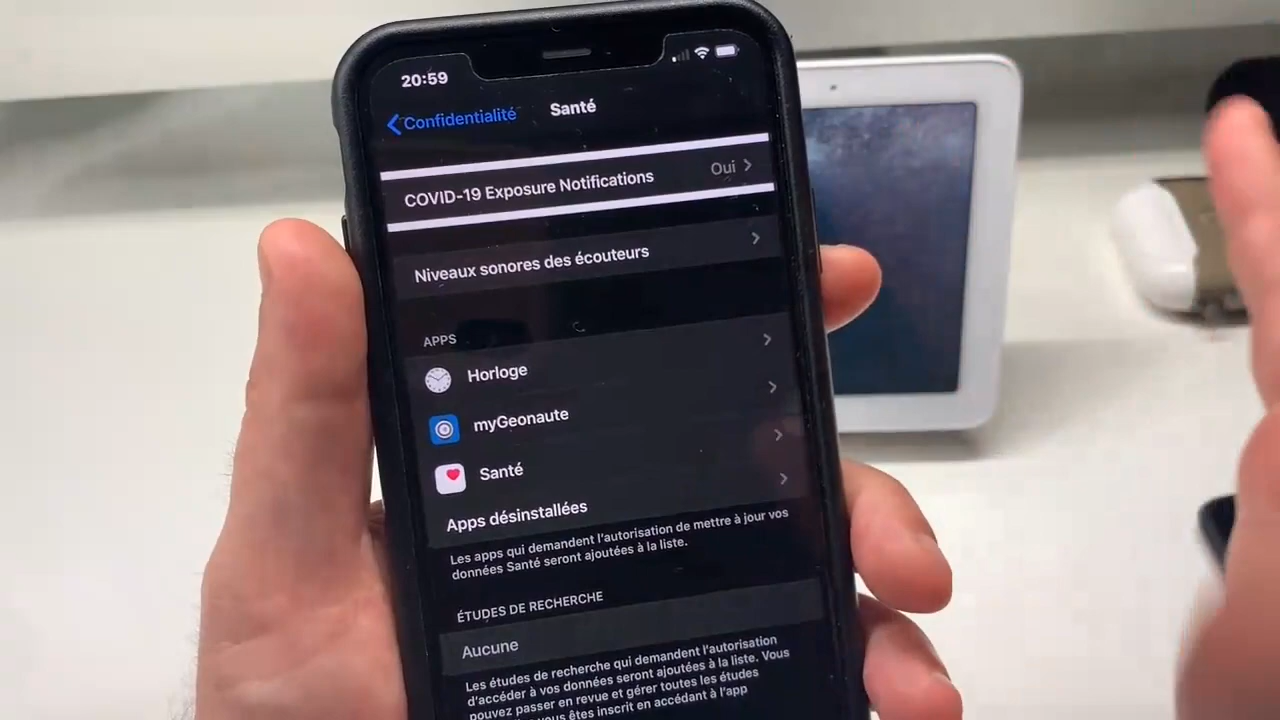 20:59
Confidentialité
Santé
COVID-19 Exposure Notifications
Oui
Niveaux sonores des écouteurs
APPS
Horloge
myGeonaute
Santé
Apps désinstallées
Les apps qui demandent l'autorisation de mettre à jour vos
données Santé seront ajoutées à la liste.
ÉTUDES DE RECHERCHE
Aucune
Les études de recherche qui demandent l'autorisation
d'accéder à vos données seront ajoutées à la liste. Vous
pouvez passer en revue et gérer toutes les études
vous êtes inscrit en accédant à l'app